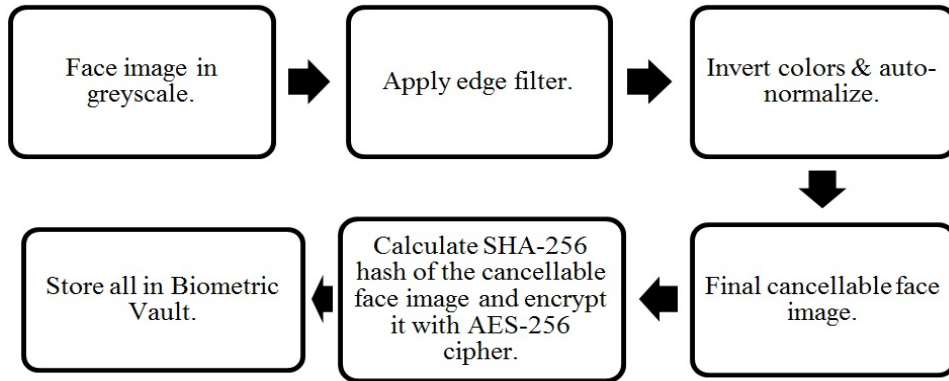 Face image in
greyscale.
Apply edge filter.
Invert colors & auto-
normalize.
Final cancellable face
image.
Calculate SHA-256
hash of the cancellable
face image and encrypt
it with AES-256
cipher.
Store all in Biometric
Vault.